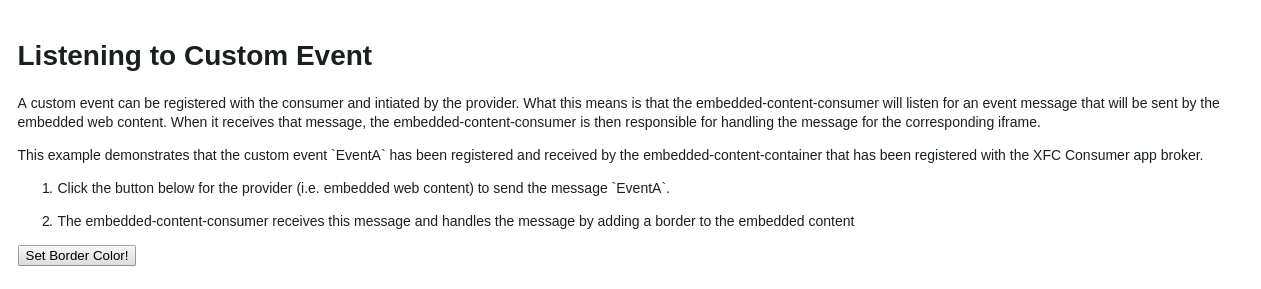 Listening to Custom Event
A custom event can be registered with the consumer and intiated by the provider. What this means is that the embedded-content-consumer will listen for an event message that will be sent by the
embedded web content. When it receives that message, the embedded-content-consumer is then responsible for handling the message for the corresponding iframe.
This example demonstrates that the custom event `EventA` has been registered and received by the embedded-content-container that has been registered with the XFC Consumer app broker.
1. Click the button below for the provider (i.e. embedded web content) to send the message `EventA`.
2. The embedded-content-consumer receives this message and handles the message by adding a border to the embedded content
Set Border Color!